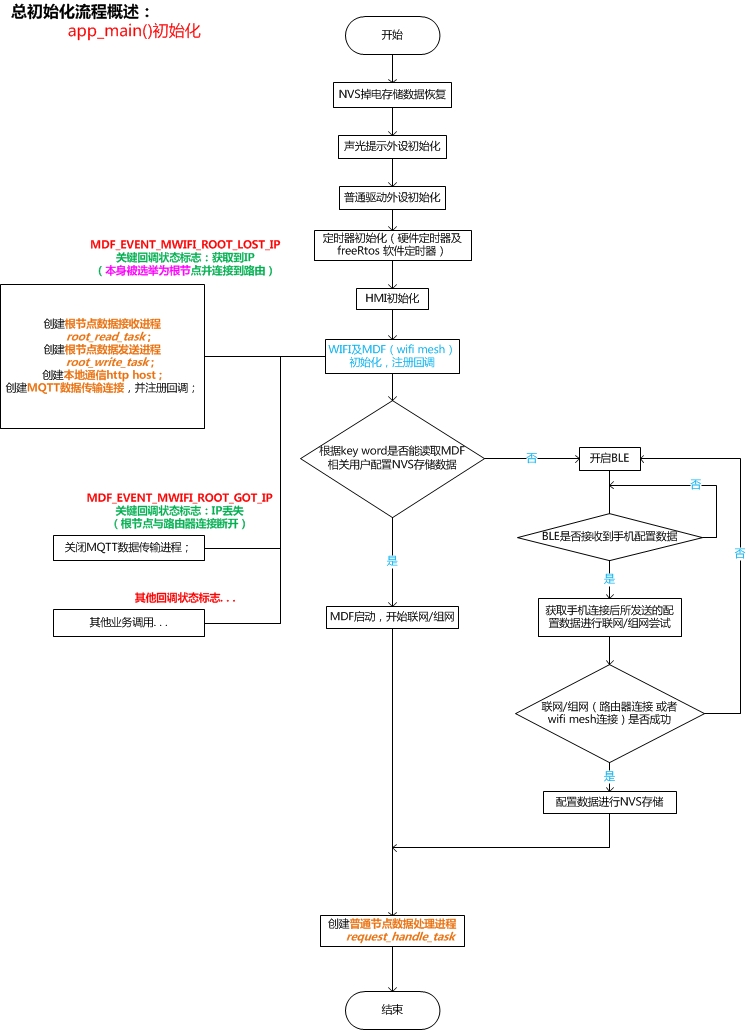 总初始化流程概述：
app_main()初始化
开始
NVS掉电存储数据恢复
声光提示外设初始化
普通驱动外设初始化
定时器初始化（硬件定时器及
freeRtos 软件定时器）
HMI初始化
WIFI及MDF（wifi mesh）
初始化，注册回调
MDF_EVENT_MWIFI_ROOT_LOST_IP
关键回调状态标志：获取到IP
（本身被选举为根节点并连接到路由）
创建根节点数据接收进程
root_read_task；
创建根节点数据发送进程
root_write_task；
创建本地通信http host；
创建MQTT数据传输连接，并注册回调；
MDF_EVENT_MWIFI_ROOT_GOT_IP
关键回调状态标志：IP丢失
（根节点与路由器连接断开）
关闭MQTT数据传输进程；
其他回调状态标志. . .
其他业务调用. . .
根据key word是否能读取MDF
相关用户配置NVS存储数据
否
开启BLE
否
BLE是否接收到手机配置数据
否
是
是
MDF启动，开始联网/组网
获取手机连接后所发送的配
置数据进行联网/组网尝试
联网/组网（路由器连接 或者
wifi mesh连接）是否成功
是
配置数据进行NVS存储
创建普通节点数据处理进程
request_handle_task
结束